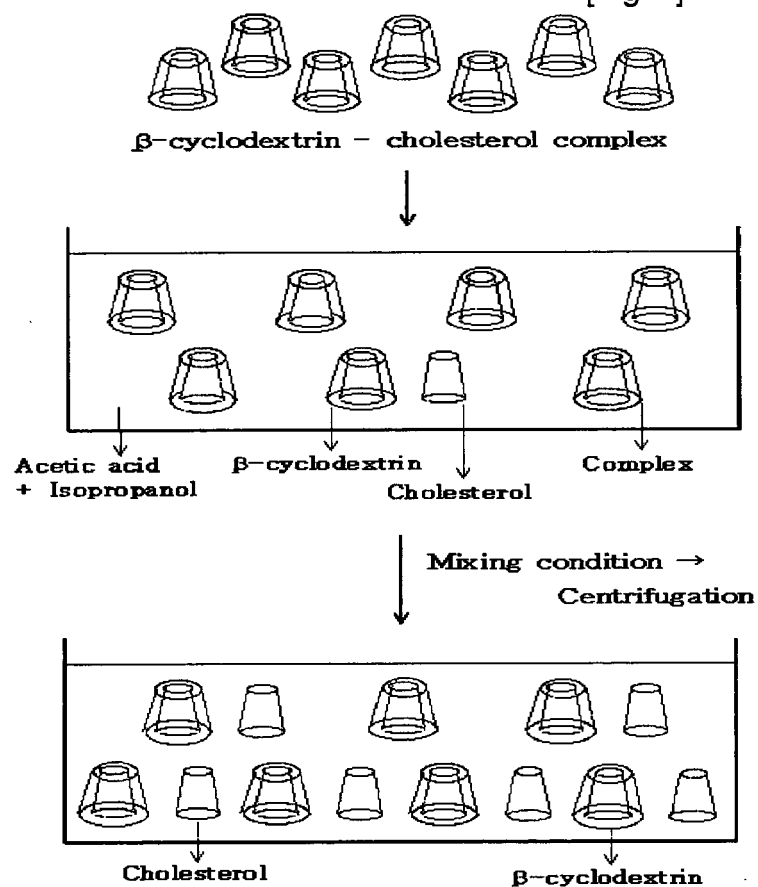 β-cyclodextrin - cholesterol complex
Acetic acid
+ Isopropanol
β-cyclodextrin
Cholesterol
Complex
Mixing condition →
Centrifugation
Cholesterol
β-cyclodextrin